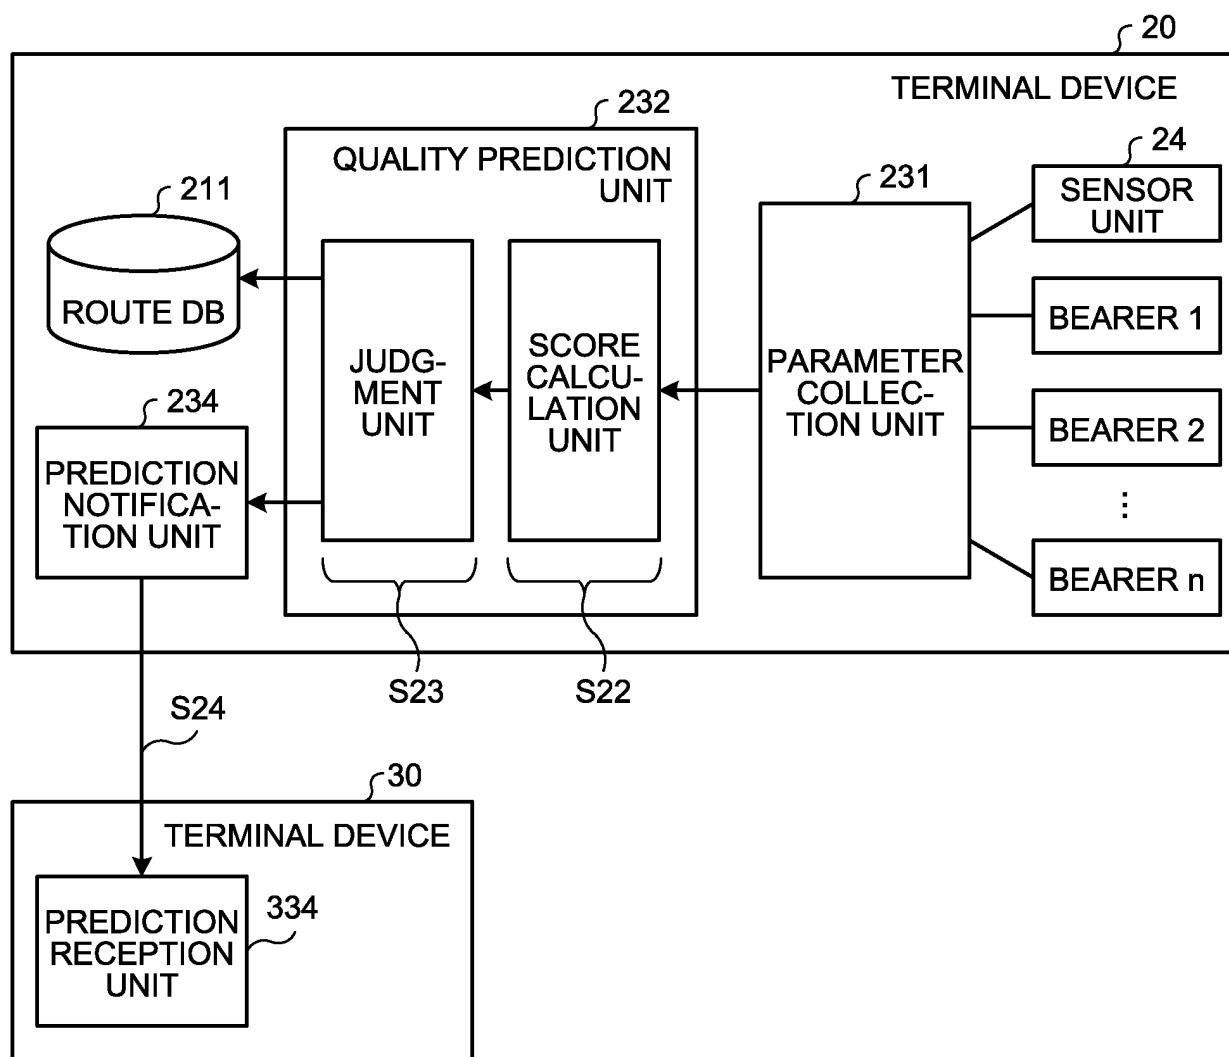 20
TERMINAL DEVICE
232
QUALITY PREDICTION
UNIT
24
SENSOR
UNIT
211
ROUTE DB
231
BEARER 1
JUDG-
MENT
UNIT
SCORE
CALCU-
LATION
UNIT
PARAMETER
COLLEC-
TION UNIT
234
BEARER 2
PREDICTION
NOTIFICA-
TION UNIT
⋮
BEARER n
S23
S22
S24
30
TERMINAL DEVICE
PREDICTION
RECEPTION
UNIT
334